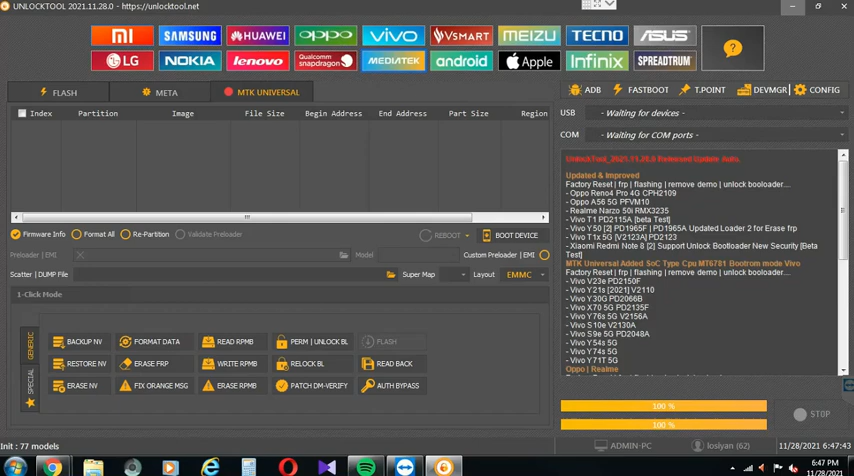 UNLOCKTOOL 2021.11.28.0 - https://unlocktool.net
mi SAMSUNG HUAWEI oppo vivo VSMART MEIZU TECNO ASUS
LG NOKIA lenovo Qualcomm snapdragon MEDIATEK android Apple Infinix SPREADTRUM
?
FLASH META MTK UNIVERSAL
ADB FASTBOOT T.POINT DEVMGR CONFIG
Index Partition Image File Size Begin Address End Address Part Size Region
USB - Waiting for devices -
COM - Waiting for COM ports -
Firmware Info Format All Re-Partition Validate Preloader REBOOT BOOT DEVICE
Preloader | EMI Model Custom Preloader | EMI
Scatter | DUMP File Super Map Layout EMMC
1-Click Mode
GENERIC
SPECIAL
BACKUP NV FORMAT DATA READ RPMB PERM | UNLOCK BL FLASH
RESTORE NV ERASE FRP WRITE RPMB RELOCK BL READ BACK
ERASE NV FIX ORANGE MSG ERASE RPMB PATCH DM-VERIFY AUTH BYPASS
UnlockTool_2021.11.28.0 Released Update Auto.
Updated & Improved
Factory Reset | frp | flashing | remove demo | unlock booloader....
- Oppo Reno4 Pro 4G CPH2109
- Oppo A56 5G PFVM10
- Realme Narzo 50i RMX3235
- Vivo T1 PD2115A [beta Test]
- Vivo Y50 [2] PD1965F | PD1965A Updated Loader 2 for Erase frp
- Vivo T1x 5G [V2123A] PD2123
- Xiaomi Redmi Note 8 [2] Support Unlock Bootloader New Security [Beta
Test]
MTK Universal Added SoC Type Cpu MT6781 Bootrom mode Vivo
Factory Reset | frp | flashing | remove demo | unlock booloader....
- Vivo V23e PD2150F
- Vivo Y21s [2021] V2110
- Vivo Y30G PD2066B
- Vivo X70 5G PD2135F
- Vivo Y76s 5G V2156A
- Vivo S10e V2130A
- Vivo S9e 5G PD2048A
- Vivo Y54s 5G
- Vivo Y74s 5G
- Vivo Y71T 5G
Oppo | Realme
100 %
100 %
STOP
Init : 77 models
ADMIN-PC losiyan (62) 11/28/2021 6:47:43
6:47 PM
11/28/2021